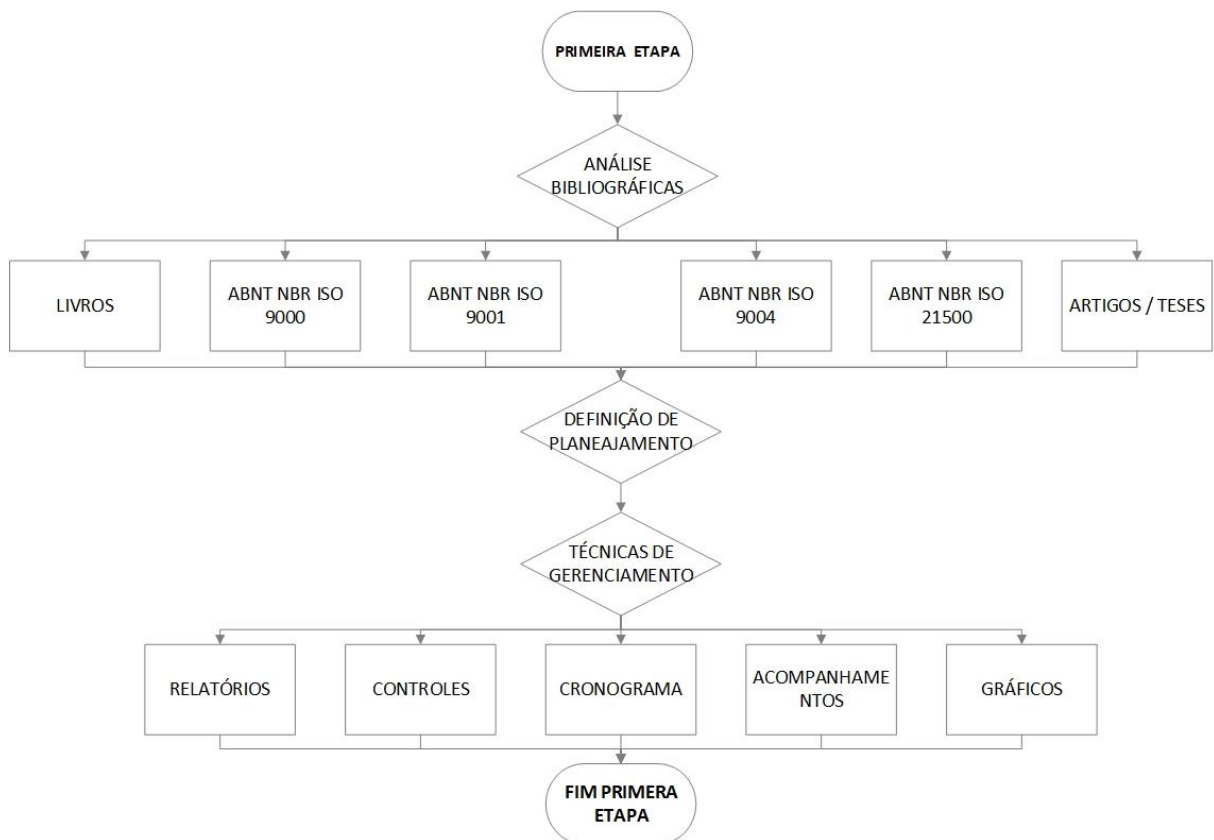 PRIMEIRA ETAPA
ANÁLISE
BIBLIOGRÁFICAS
LIVROS
ABNT NBR ISO
9000
ABNT NBR ISO
9001
ABNT NBR ISO
9004
ABNT NBR ISO
21500
ARTIGOS / TESES
DEFINIÇÃO DE
PLANEAJAMENTO
TÉCNICAS DE
GERENCIAMENTO
RELATÓRIOS
CONTROLES
CRONOGRAMA
ACOMPANHAME
NTOS
GRÁFICOS
FIM PRIMERA
ETAPA